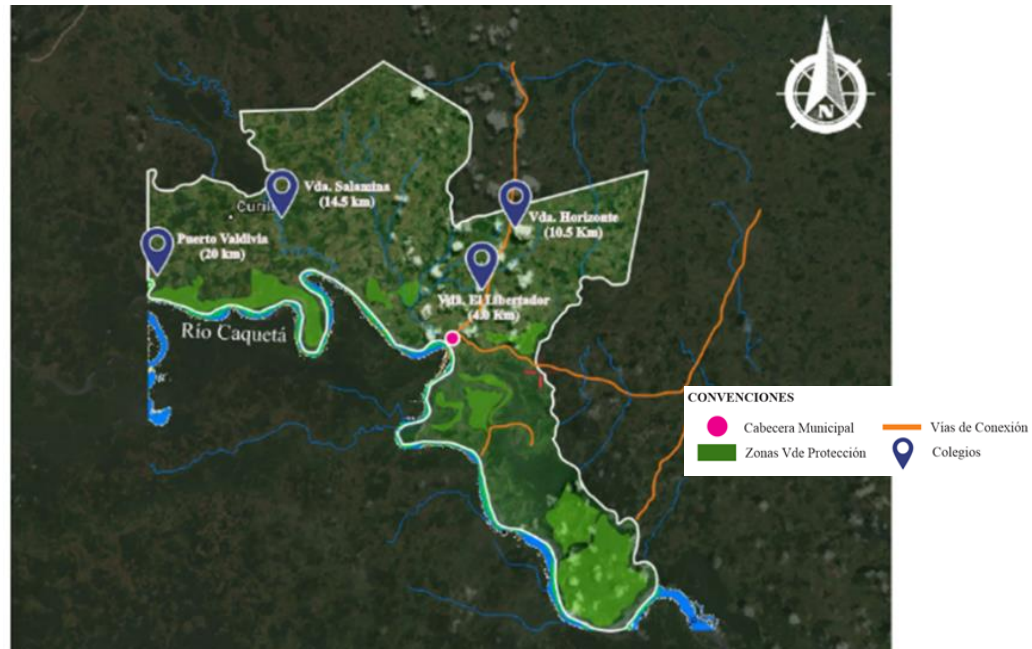 N
Vda. Salamina
(14.5 km)
Vda. Horizonte
(10.5 Km)
Puerto Valdivia
(20 km)
Vda. El Libertador
(4.0 Km)
Río Caquetá
CONVENCIONES
Cabecera Municipal
Vías de Conexión
Zonas Vde Protección
Colegios